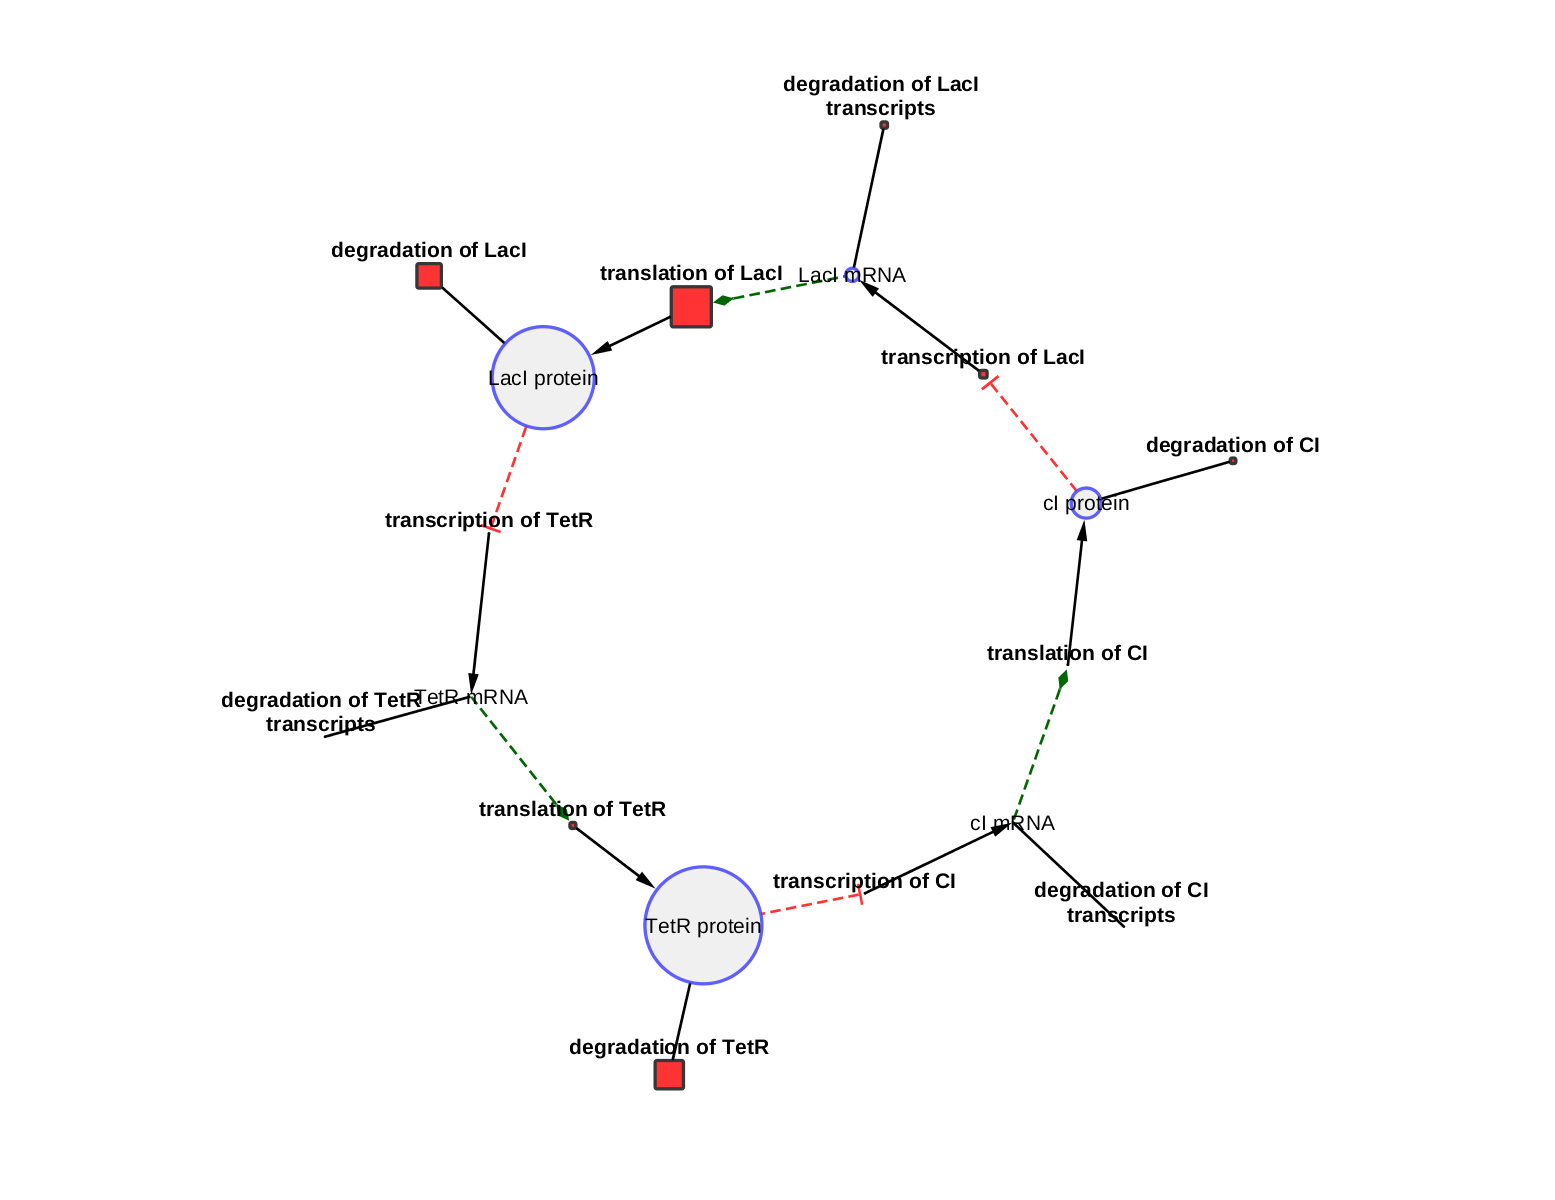 degradation of LacI
transcripts
degradation of LacI
translation of LacI
LacI mRNA
transcription of LacI
LacI protein
degradation of CI
cI protein
transcription of TetR
translation of CI
degradation of TetR
transcripts
TetR mRNA
translation of TetR
cI mRNA
transcription of CI
degradation of CI
transcripts
TetR protein
degradation of TetR